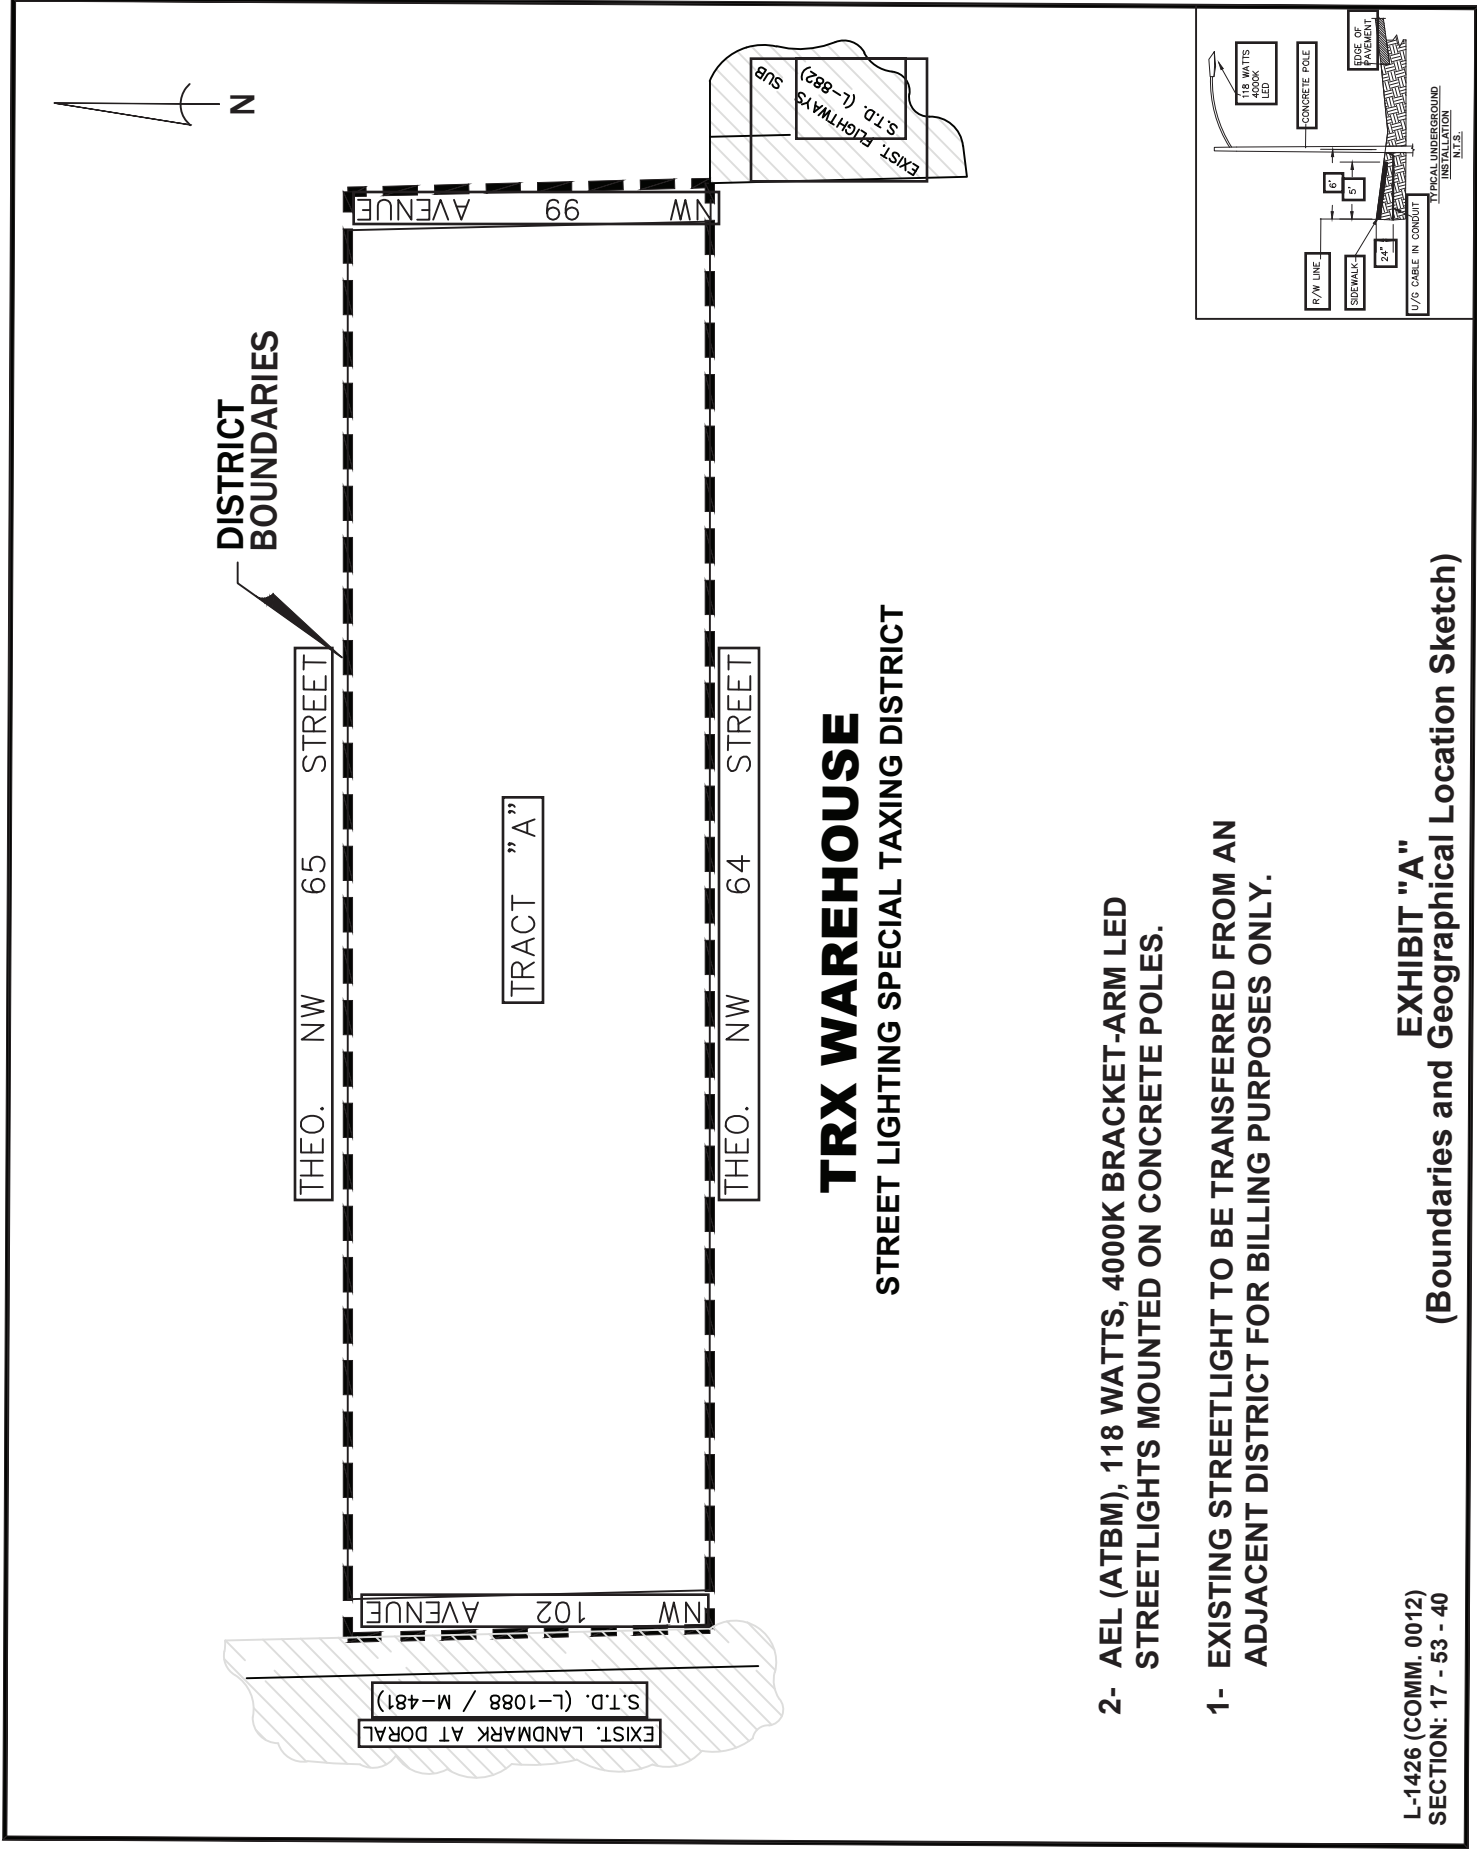 N
DISTRICT
BOUNDARIES
THEO. NW 65 STREET
TRACT "A"
NW 99 AVENUE
NW 102 AVENUE
THEO. NW 64 STREET
EXIST. LANDMARK AT DORAL
S.T.D. (L-1088 / M-481)
EXIST. FLIGHTWAYS SUB
S.T.D. (L-882)
TRX WAREHOUSE
STREET LIGHTING SPECIAL TAXING DISTRICT
2- AEL (ATBM), 118 WATTS, 4000K BRACKET-ARM LED
STREETLIGHTS MOUNTED ON CONCRETE POLES.
1- EXISTING STREETLIGHT TO BE TRANSFERRED FROM AN
ADJACENT DISTRICT FOR BILLING PURPOSES ONLY.
118 WATTS
4000K
LED
CONCRETE POLE
EDGE OF
PAVEMENT
6'
5'
R/W LINE
SIDEWALK
24"
U/G CABLE IN CONDUIT
TYPICAL UNDERGROUND
INSTALLATION
N.T.S.
L-1426 (COMM. 0012)
SECTION: 17 - 53 - 40
EXHIBIT "A"
(Boundaries and Geographical Location Sketch)